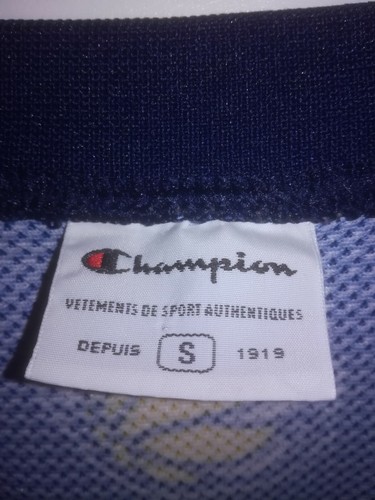 Champion
VETEMENTS DE SPORT AUTHENTIQUES
DEPUIS S 1919